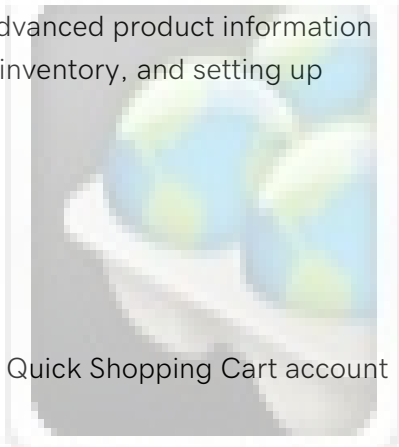 dvanced product information
inventory, and setting up
Quick Shopping Cart account